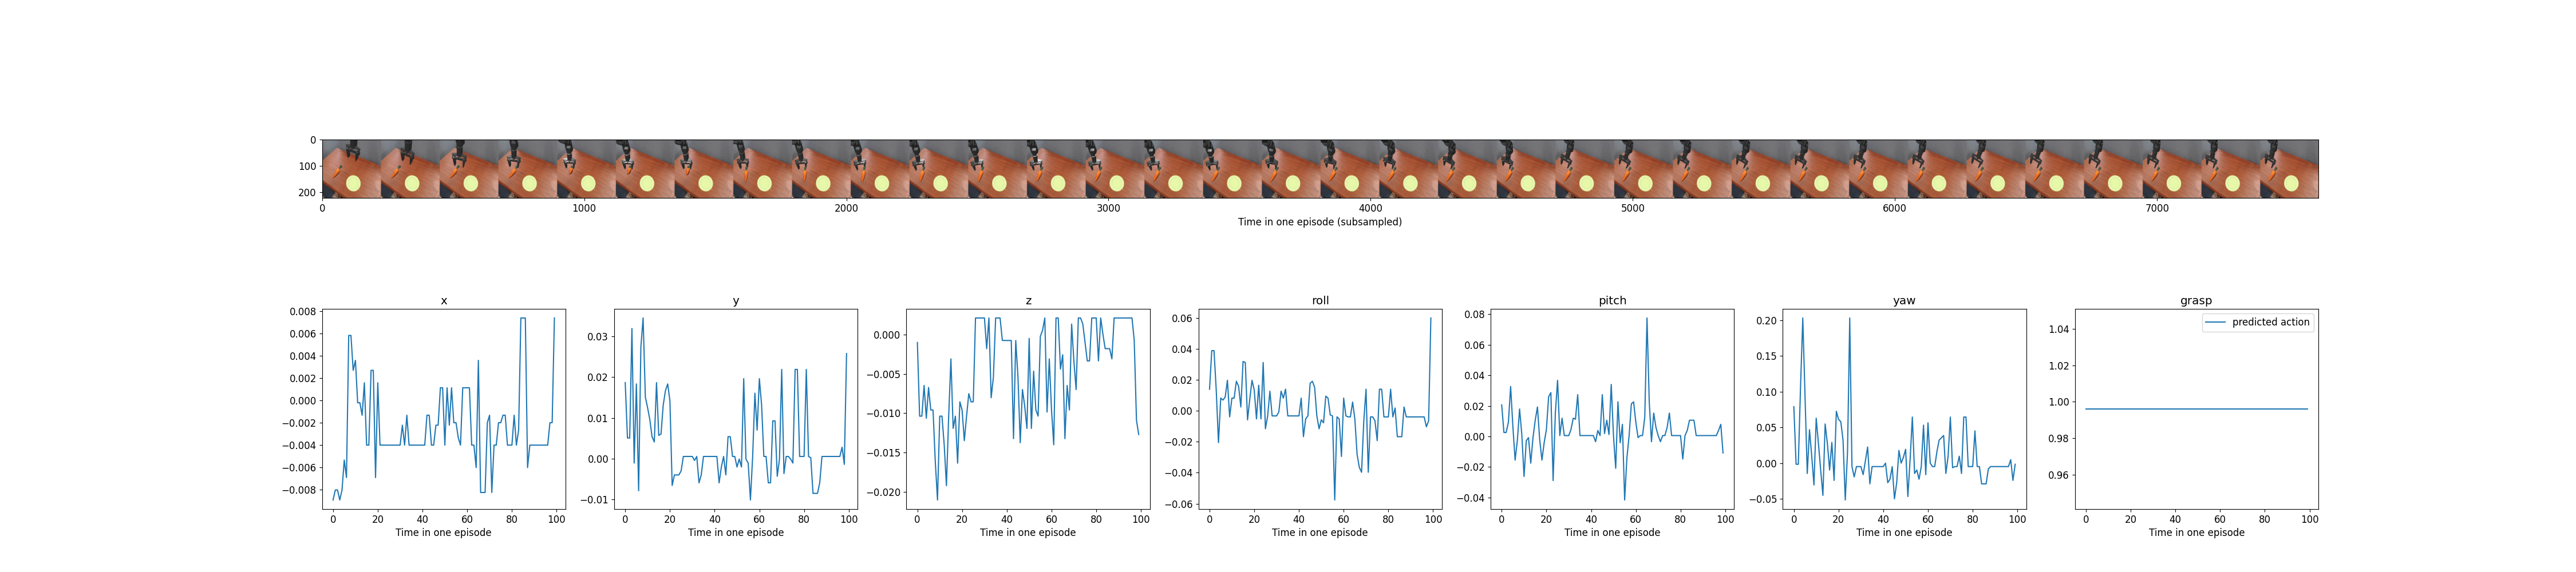 0
100
200
0 1000 2000 3000 4000 5000 6000 7000
Time in one episode (subsampled)
x
0.008
0.006
0.004
0.002
0.000
−0.002
−0.004
−0.006
−0.008
0 20 40 60 80 100
Time in one episode
y
0.03
0.02
0.01
0.00
−0.01
0 20 40 60 80 100
Time in one episode
z
0.000
−0.005
−0.010
−0.015
−0.020
0 20 40 60 80 100
Time in one episode
roll
0.06
0.04
0.02
0.00
−0.02
−0.04
−0.06
0 20 40 60 80 100
Time in one episode
pitch
0.08
0.06
0.04
0.02
0.00
−0.02
−0.04
0 20 40 60 80 100
Time in one episode
yaw
0.20
0.15
0.10
0.05
0.00
−0.05
0 20 40 60 80 100
Time in one episode
grasp
predicted action
1.04
1.02
1.00
0.98
0.96
0 20 40 60 80 100
Time in one episode